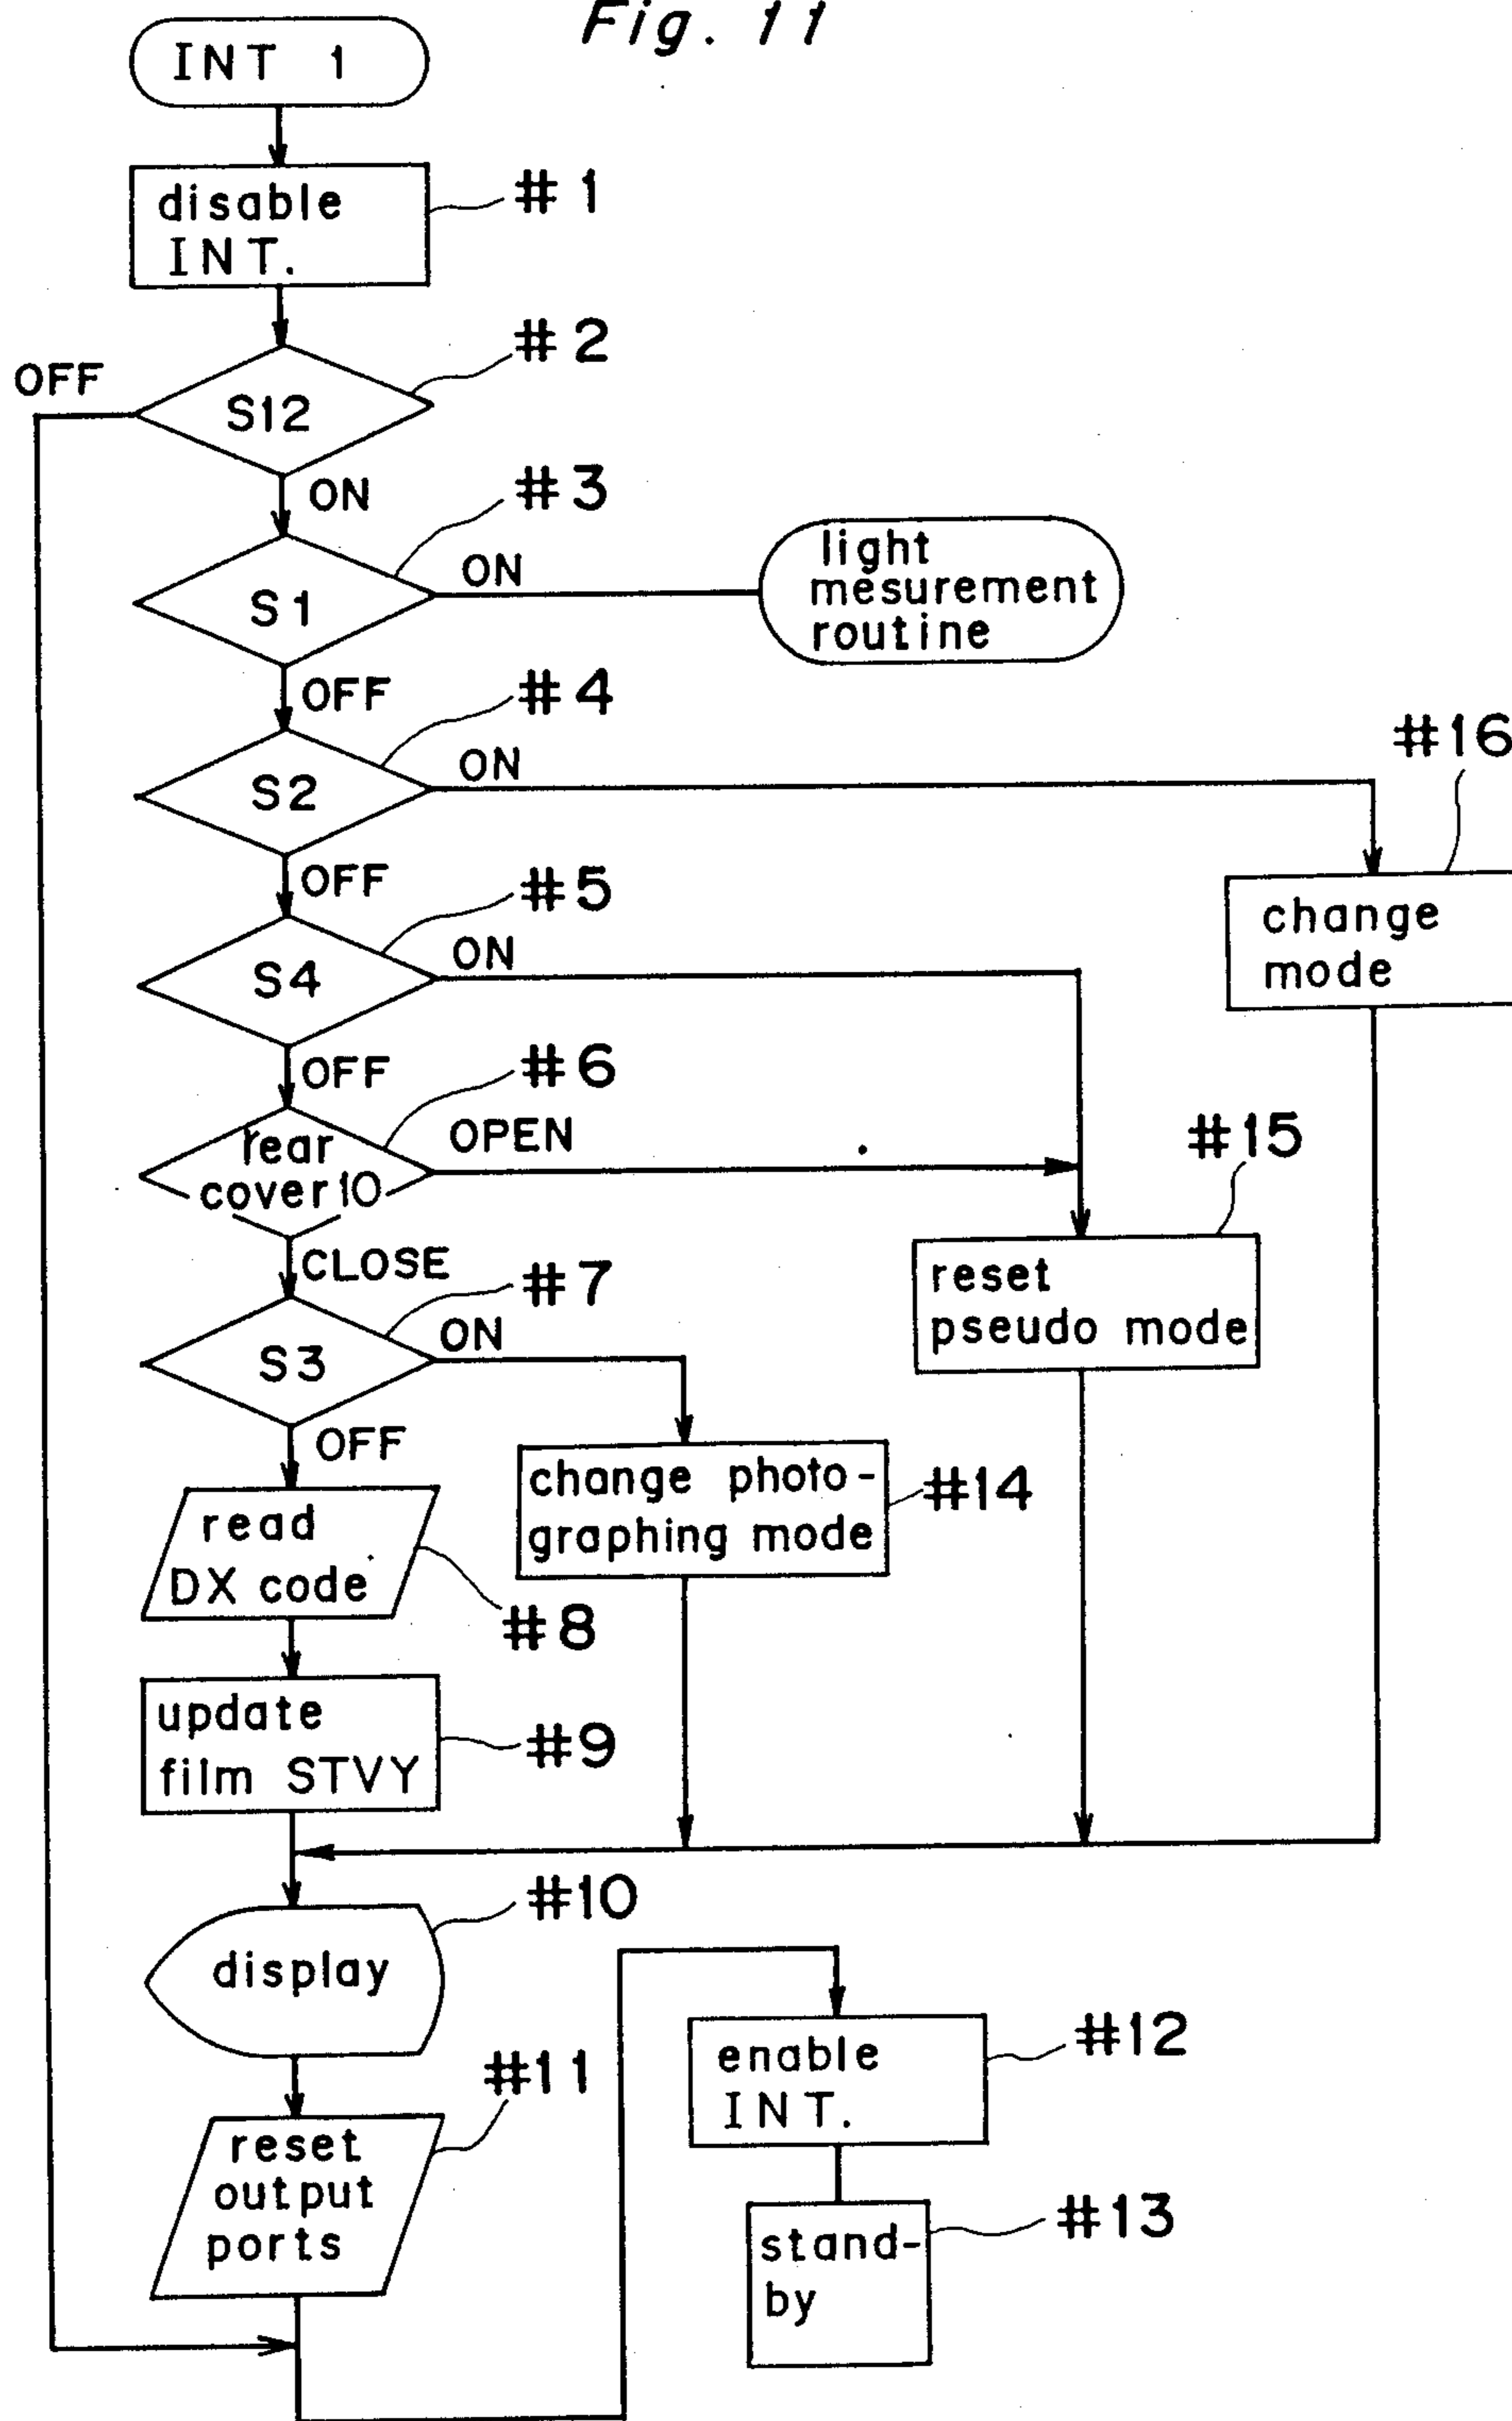 Fig. 11
INT 1
disable
INT.
#1
#2
OFF
S12
ON
#3
S1
ON
light
mesurement
routine
OFF
#4
S2
ON
#16
change
mode
OFF
#5
S4
ON
OFF
#6
rear
cover 10
OPEN
#15
reset
pseudo mode
CLOSE
#7
S3
ON
OFF
change photo-
graphing mode
#14
read
DX code
#8
update
film STVY
#9
#10
display
#11
reset
output
ports
enable
INT.
#12
stand-
by
#13